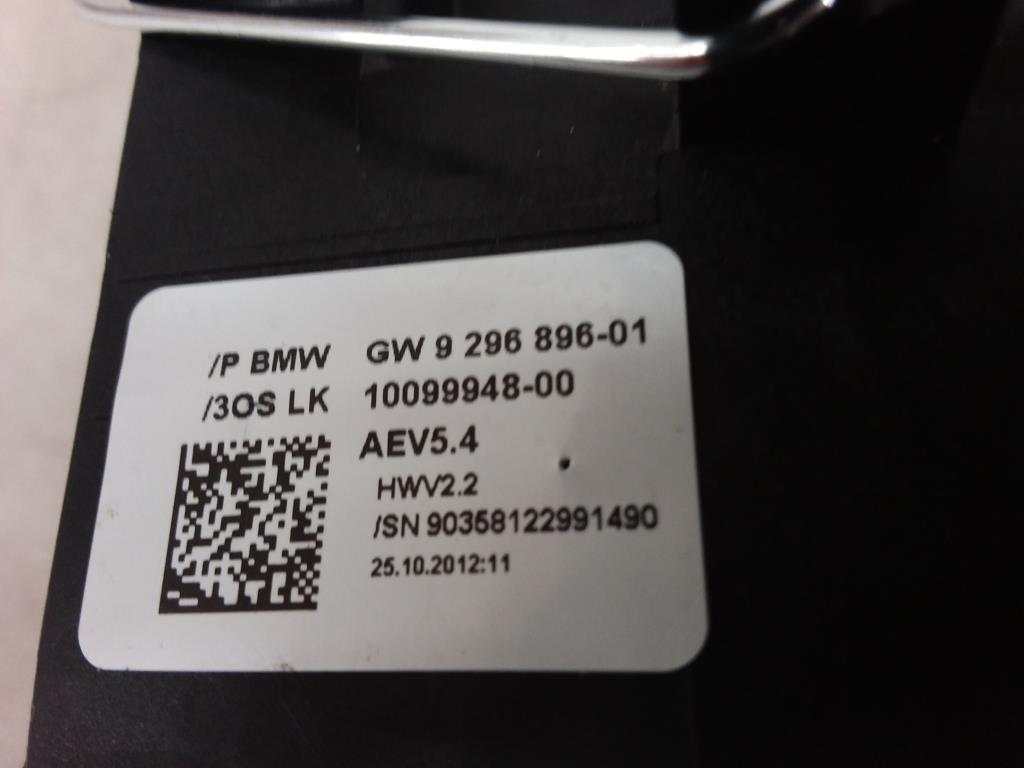 /P BMW GW 9 296 896-01
/3OS LK 10099948-00
AEV5.4
HWV2.2
/SN 90358122991490
25.10.2012:11